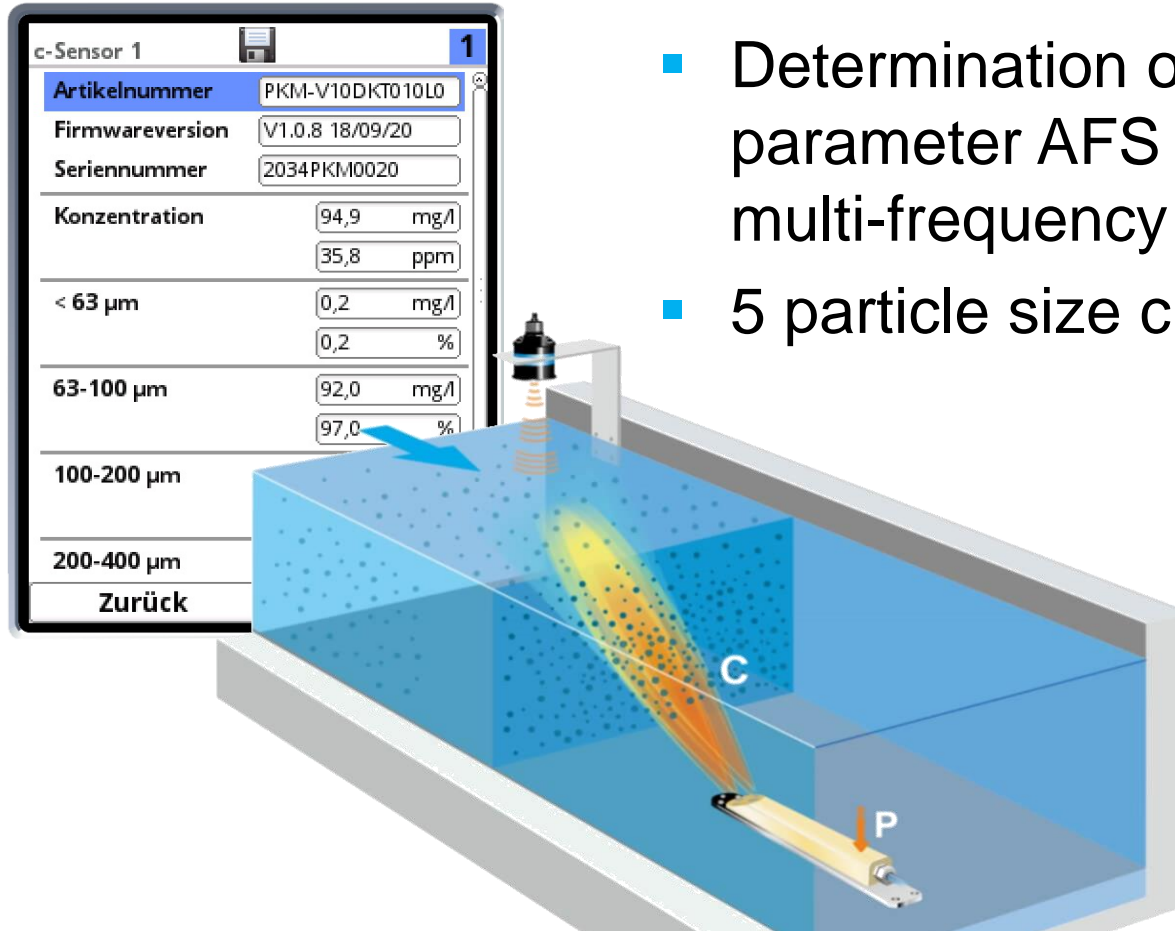 c-Sensor 1 1
Artikelnummer PKM-V10DKT010L0
Firmwareversion V1.0.8 18/09/20
Seriennummer 2034PKM0020
Konzentration 94,9 mg/l
35,8 ppm
< 63 µm 0,2 mg/l
0,2 %
63-100 µm 92,0 mg/l
97,0 %
100-200 µm
200-400 µm
Zurück
Determination
parameter AFS
multi-frequency
5 particle size
C
P